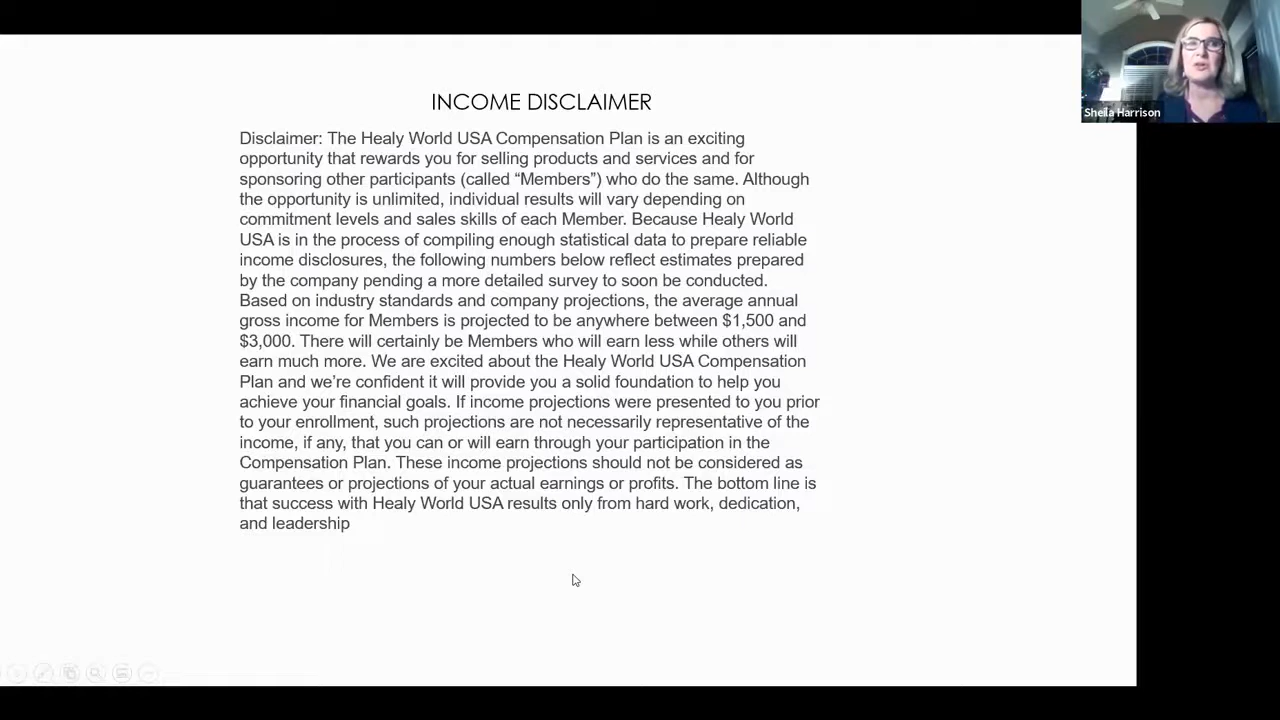 INCOME DISCLAIMER
Disclaimer: The Healy World USA Compensation Plan is an exciting
opportunity that rewards you for selling products and services and for
sponsoring other participants (called “Members”) who do the same. Although
the opportunity is unlimited, individual results will vary depending on
commitment levels and sales skills of each Member. Because Healy World
USA is in the process of compiling enough statistical data to prepare reliable
income disclosures, the following numbers below reflect estimates prepared
by the company pending a more detailed survey to soon be conducted.
Based on industry standards and company projections, the average annual
gross income for Members is projected to be anywhere between $1,500 and
$3,000. There will certainly be Members who will earn less while others will
earn much more. We are excited about the Healy World USA Compensation
Plan and we’re confident it will provide you a solid foundation to help you
achieve your financial goals. If income projections were presented to you prior
to your enrollment, such projections are not necessarily representative of the
income, if any, that you can or will earn through your participation in the
Compensation Plan. These income projections should not be considered as
guarantees or projections of your actual earnings or profits. The bottom line is
that success with Healy World USA results only from hard work, dedication,
and leadership
Sheila Harrison